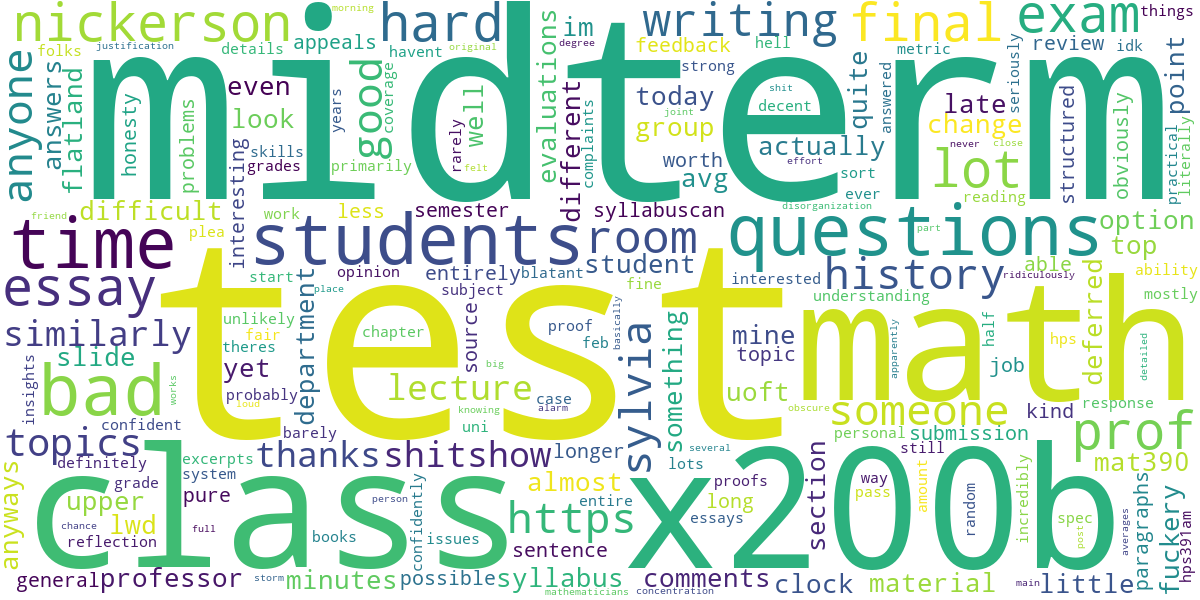 midterm
test
math
class
x200b
students
questions
time
bad
essay
nickerson
hard
writing
final
exam
things
morning
folks
justification
details
appeals
havent
original
im
degree
hell
feedback
strong
metric
review
idk
seriously
point
anyone
answers
flatland
honesty
problems
even
look
skills
grades
interesting
years
primarily
good
coverage
well
rarely
evaluations
different
complaints
today
group
worth
avg
shit
decent
joint
actually
effort
sort
ever
quite
answered
late
change
never
close
lot
reading
structured
obviously
practical
literally
friend
difficult
plea
work
less
semester
felt
syllabuscan
disorganization
part
option
top
room
student
history
able
ability
ridiculously
mostly
start
opinion
place
entirely
blatant
subject
fine
interested
understanding
similarly
slide
unlikely
fair
theres
department
chapter
source
proof
feb
basically
sylvia
something
mine
topic
apparently
half
hps
detailed
deferred
yet
probably
lecture
big
knowing
case
alarm
uni
uoft
obscure
job
insights
works
confident
loud
someone
kind
response
topics
barely
thanks
shitshow
longer
several
personal
submission
still
prof
mat390
definitely
excerpts
grade
system
upper
pure
lwd
reflection
chance
person
full
books
issues
confidently
almost
entire
https
sentence
lots
proofs
long
essays
section
way
pass
amount
random
incredibly
spec
post
averages
paragraphs
fuckery
hps391am
anyways
general
professor
storm
minutes
possible
syllabus
mathematicians
comments
concentration
clock
material
main
little